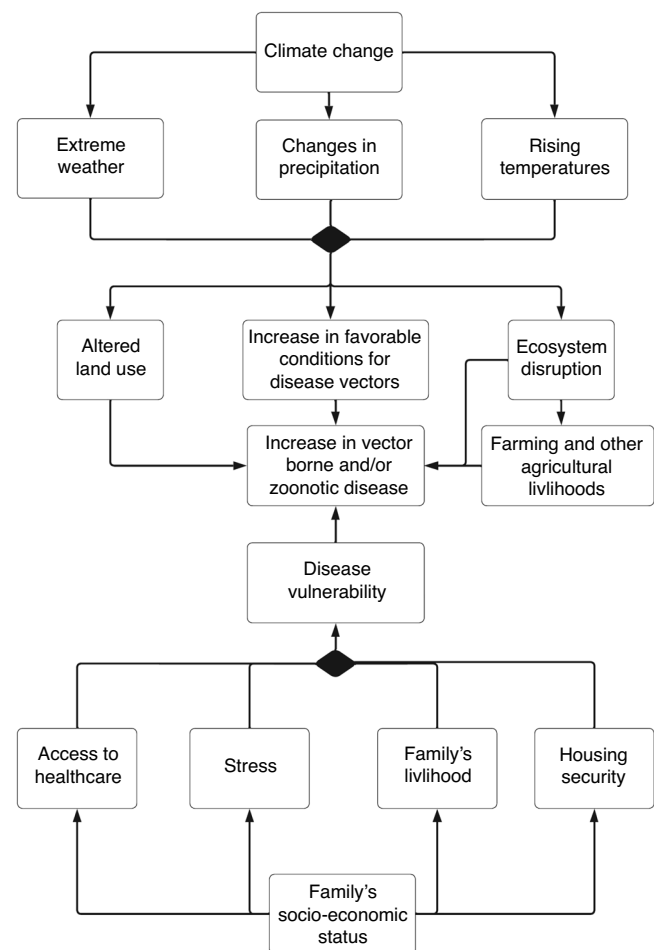 Climate change
Extreme
weather
Changes in
precipitation
Rising
temperatures
Altered
land use
Increase in favorable
conditions for
disease vectors
Ecosystem
disruption
Increase in vector
borne and/or
zoonotic disease
Farming and other
agricultural
livlihoods
Disease
vulnerability
Access to
healthcare
Stress
Family's
livlihood
Housing
security
Family's
socio-economic
status